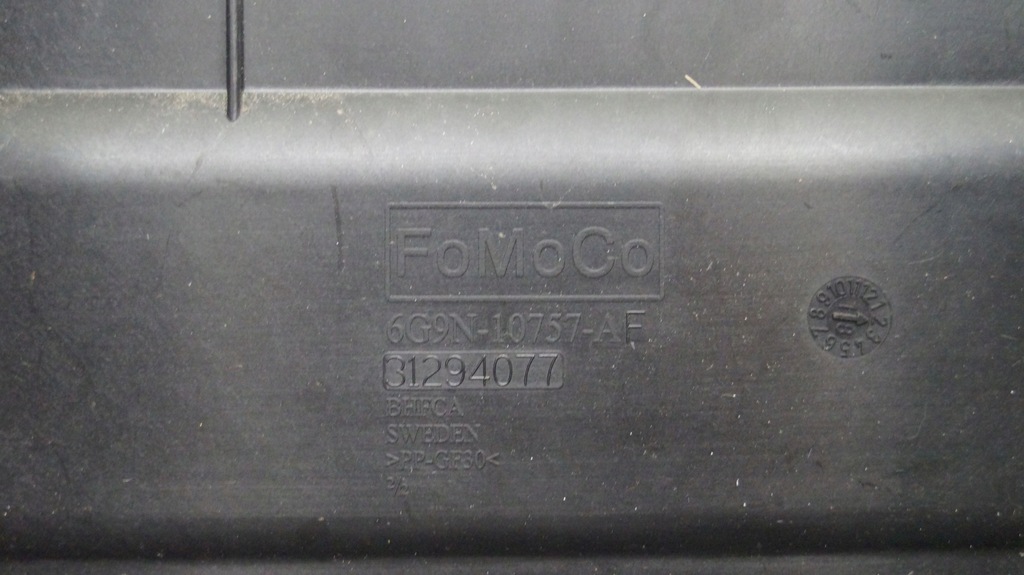 FoMoCo
6G9N-10757-AF
31294077
BHFCA
SWEDEN
>PP-GF30<